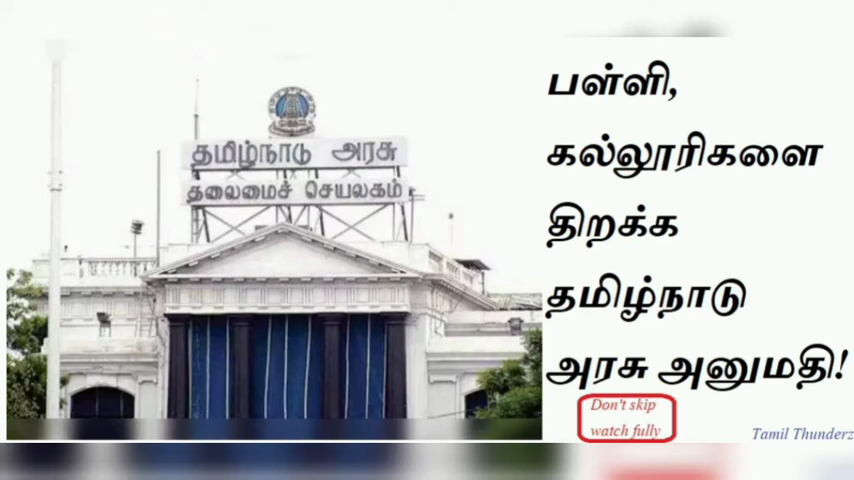 தமிழ்நாடு அரசு
தலைமைச் செயலகம்
பள்ளி,
கல்லூரிகளை
திறக்க
தமிழ்நாடு
அரசு அனுமதி!
Don't skip
watch fully
Tamil Thunderz